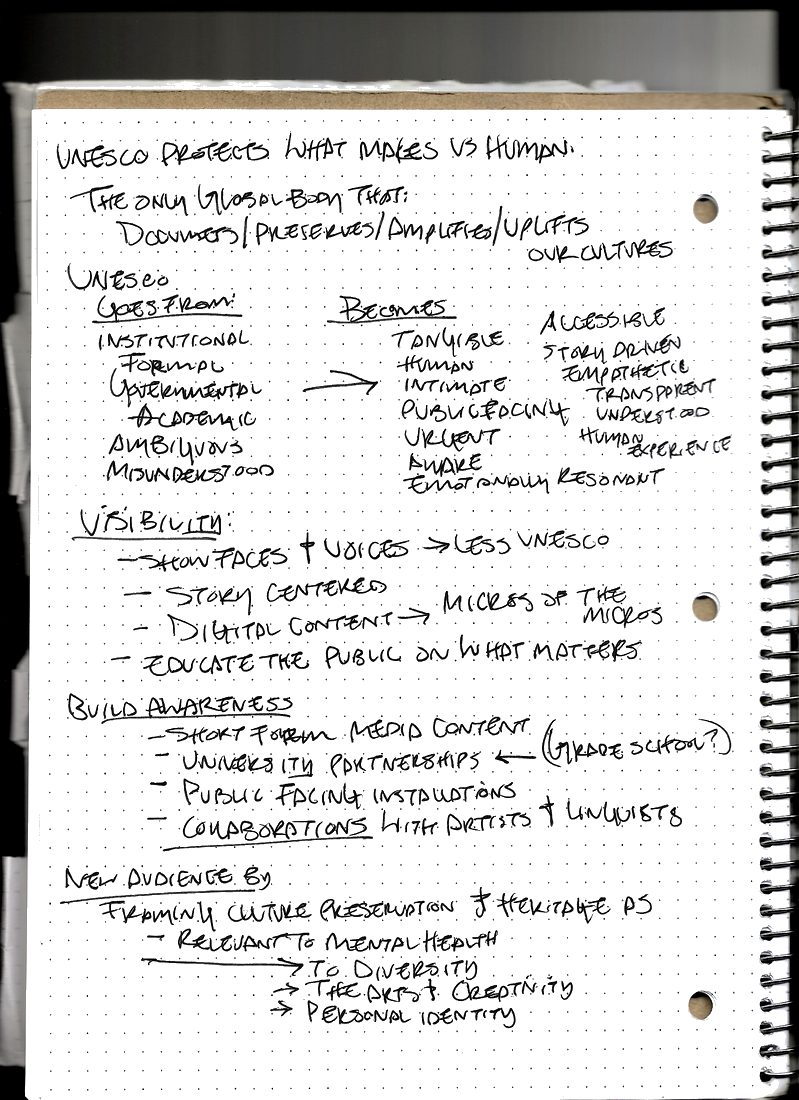 UNESCO PROTECTS WHAT MAKES US HUMAN.
THE ONLY GLOBAL BODY THAT:
DOCUMETS/PRESERVES/AMPLIFIES/UPLIFTS
OUR CULTURES
UNESCO
GOES FROM:
INSTITUTIONAL
FORMAL
GOVERNMENTAL
ACADEMIC
AMBIGUOUS
MISUNDERSTOOD
→
BECOMES
TANGIBLE
HUMAN
INTIMATE
PUBLIC FACING
URGENT
AWARE
EMOTIONALLY RESONANT
ACCESSIBLE
STORY DRIVEN
EMPATHETIC
TRANSPARENT
UNDERSTOOD
HUMAN
EXPERIENCE
VISIBILITY:
- SHOW FACES + VOICES → LESS UNESCO
- STORY CENTERED
- DIGITAL CONTENT → MICROS OF THE
MICROS
- EDUCATE THE PUBLIC ON WHAT MATTERS
BUILD AWARENESS
- SHORT FORM MEDIA CONTENT
- UNIVERSITY PARTNERSHIPS ← (GRADE SCHOOL?)
- PUBLIC FACING INSTALLATIONS
- COLLABORATIONS WITH ARTISTS + LINGUISTS
NEW AUDIENCE BY
FRAMING CULTURE PRESERVATION + HERITAGE AS
- RELEVANT TO MENTAL HEALTH
→ TO DIVERSITY
→ THE ARTS + CREATIVITY
→ PERSONAL IDENTITY